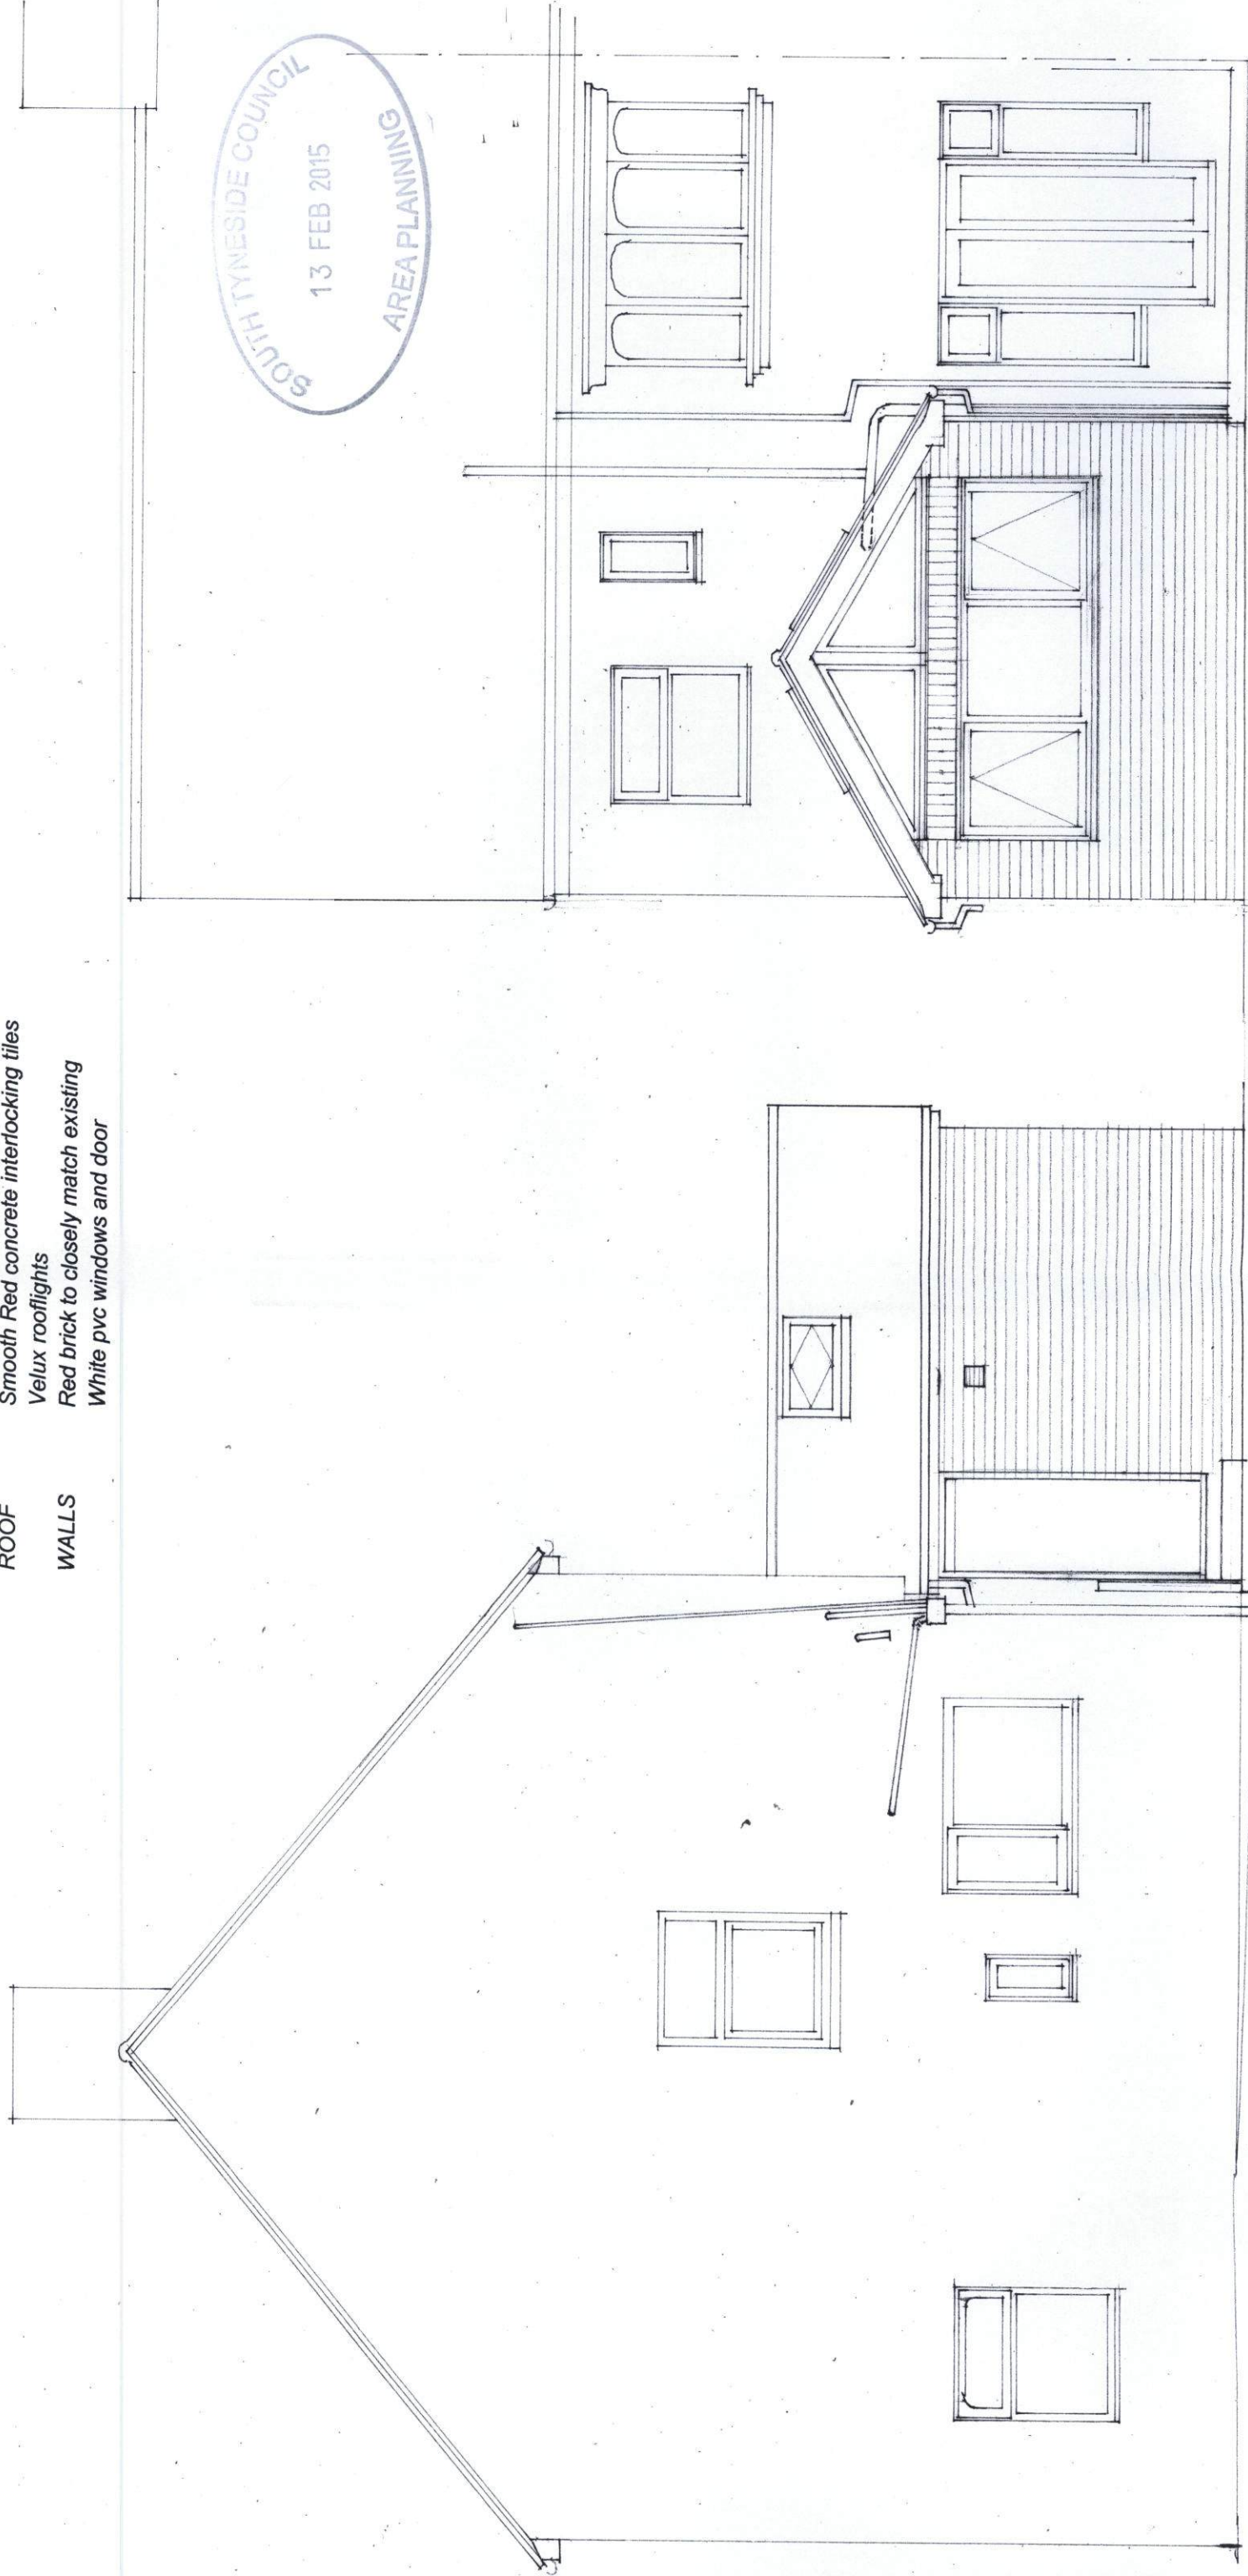 ROOF Smooth Red concrete interlocking tiles
Velux rooflights
WALLS Red brick to closely match existing
White pvc windows and door
SOUTH TYNESIDE COUNCIL
13 FEB 2015
AREA PLANNING